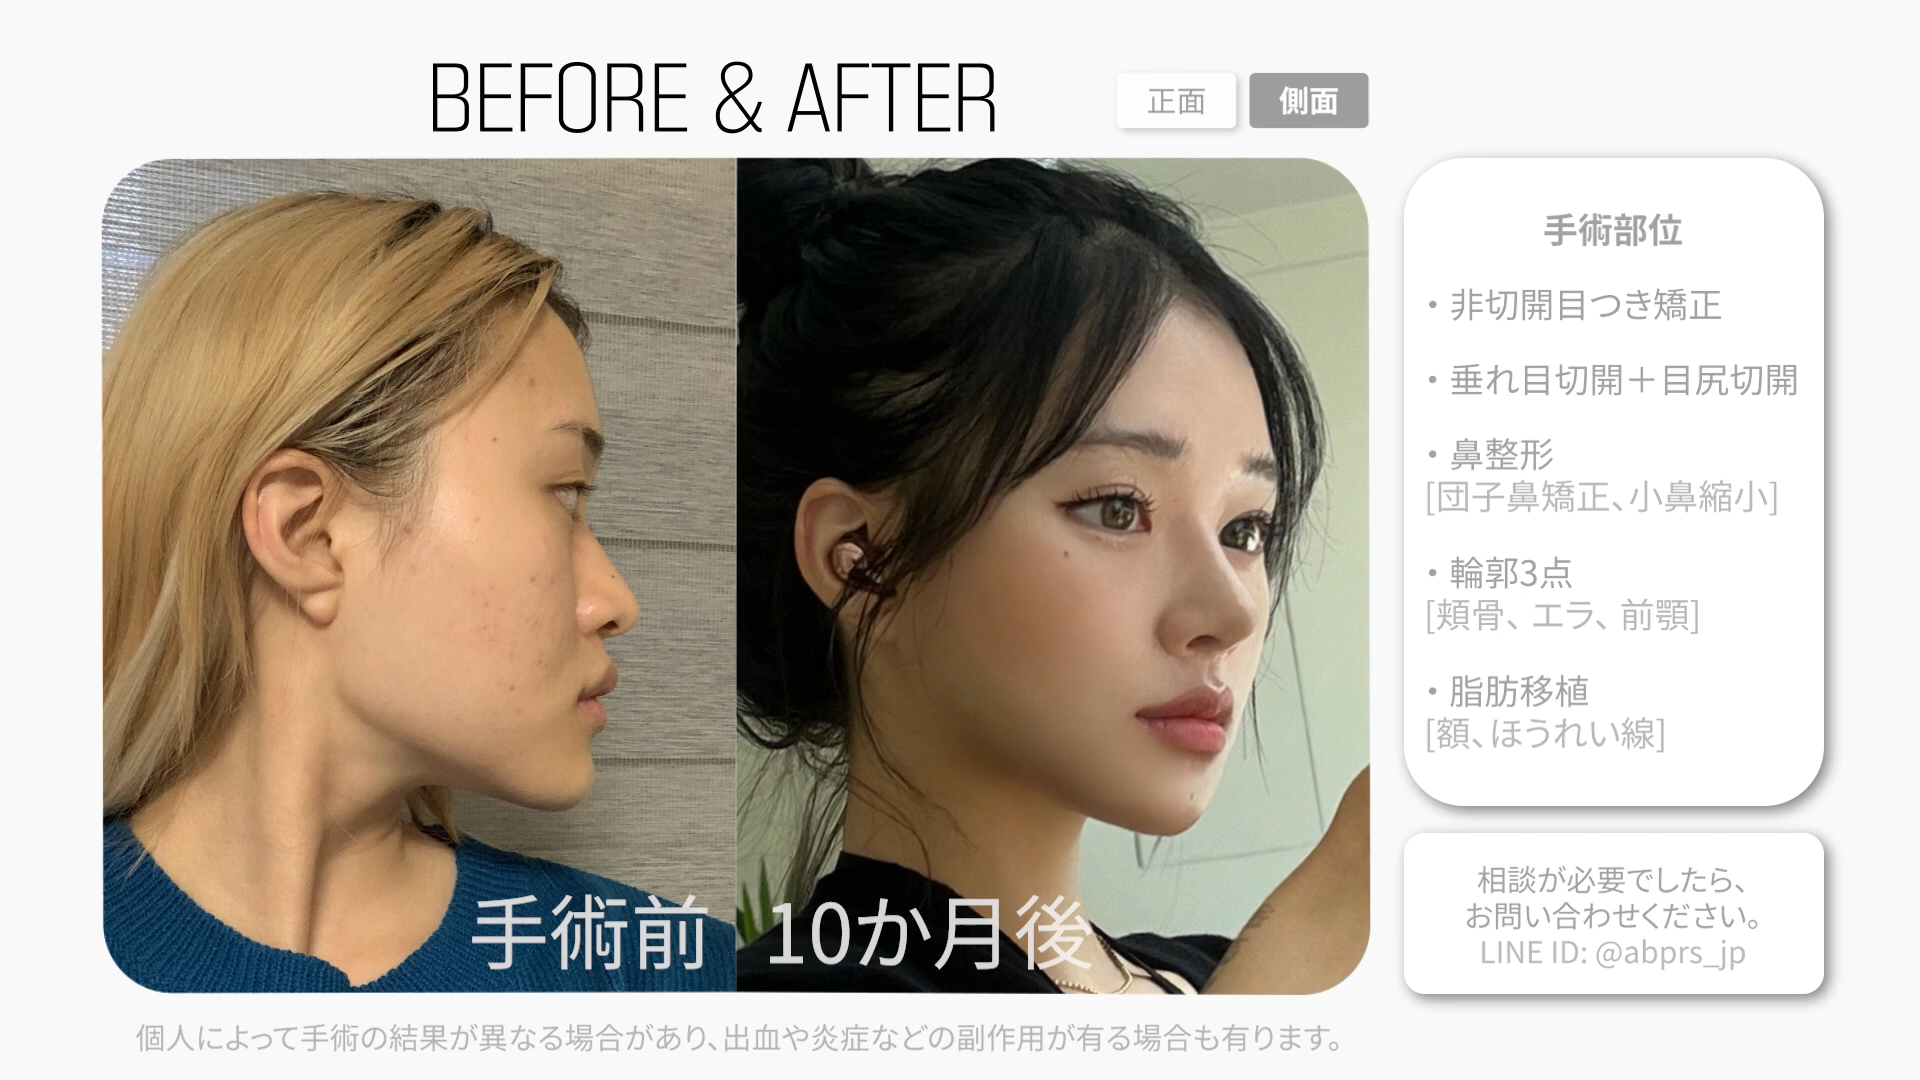 BEFORE & AFTER
正面
側面
手術前
10か月後
手術部位
・非切開目つき矯正
・垂れ目切開＋目尻切開
・鼻整形
[団子鼻矯正、小鼻縮小]
・輪郭3点
[頬骨、エラ、前顎]
・脂肪移植
[額、ほうれい線]
相談が必要でしたら、
お問い合わせください。
LINE ID: @abprs_jp
個人によって手術の結果が異なる場合があり、出血や炎症などの副作用が有る場合も有ります。